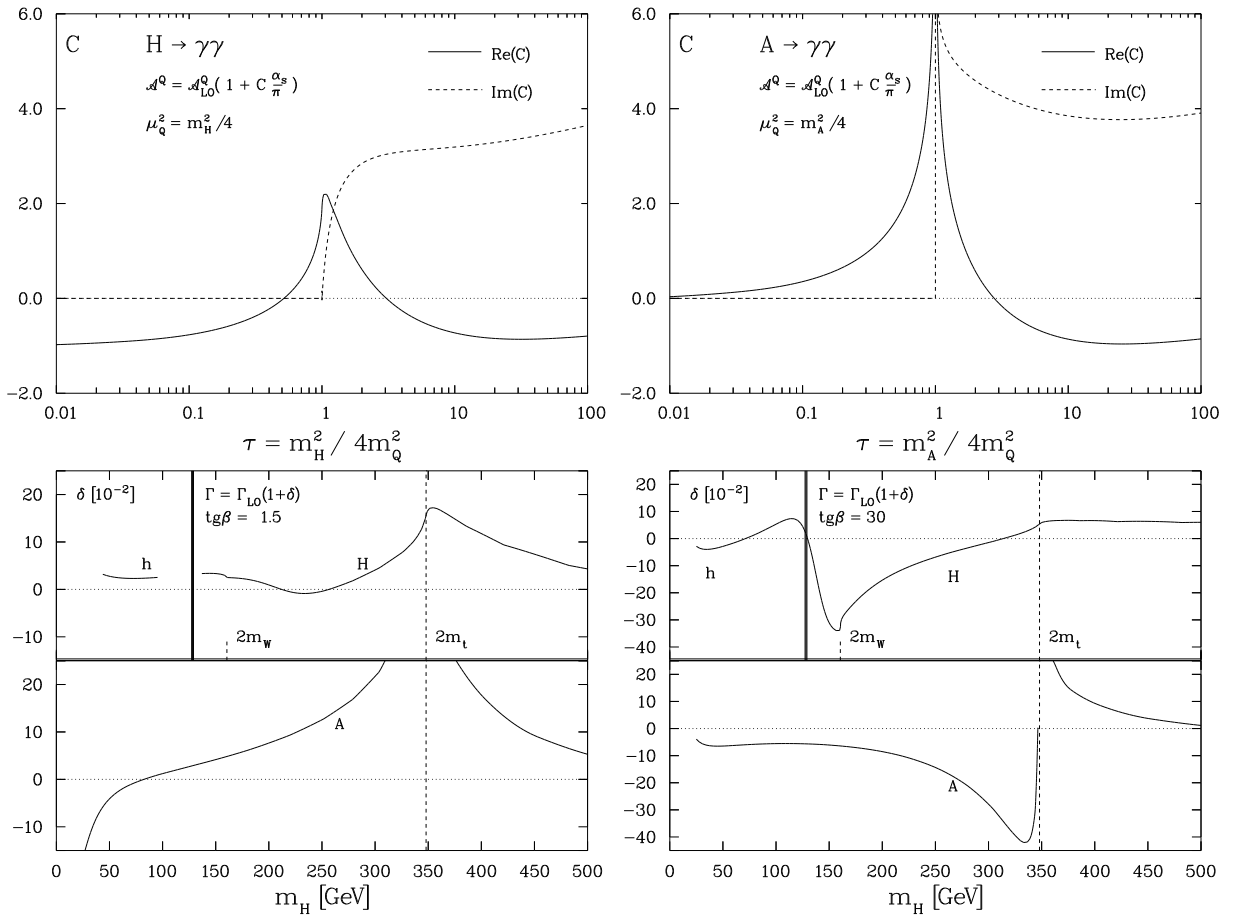 6.0
4.0
2.0
0.0
−2.0
C
H → γγ
𝒜^Q = 𝒜_LO^Q ( 1 + C α_s/π )
μ_Q^2 = m_H^2 /4
Re(C)
Im(C)
0.01
0.1
1
10
100
τ = m_H^2 / 4m_Q^2
6.0
4.0
2.0
0.0
−2.0
C
A → γγ
𝒜^Q = 𝒜_LO^Q ( 1 + C α_s/π )
μ_Q^2 = m_A^2 /4
Re(C)
Im(C)
0.01
0.1
1
10
100
τ = m_A^2 / 4m_Q^2
20
10
0
−10
δ [10^-2]
Γ = Γ_LO(1+δ)
tgβ = 1.5
h
H
2m_W
2m_t
20
10
0
−10
A
0
50
100
150
200
250
300
350
400
450
500
m_H [GeV]
20
10
0
−10
−20
−30
−40
δ [10^-2]
Γ = Γ_LO(1+δ)
tgβ = 30
h
H
2m_W
2m_t
20
10
0
−10
−20
−30
−40
A
0
50
100
150
200
250
300
350
400
450
500
m_H [GeV]